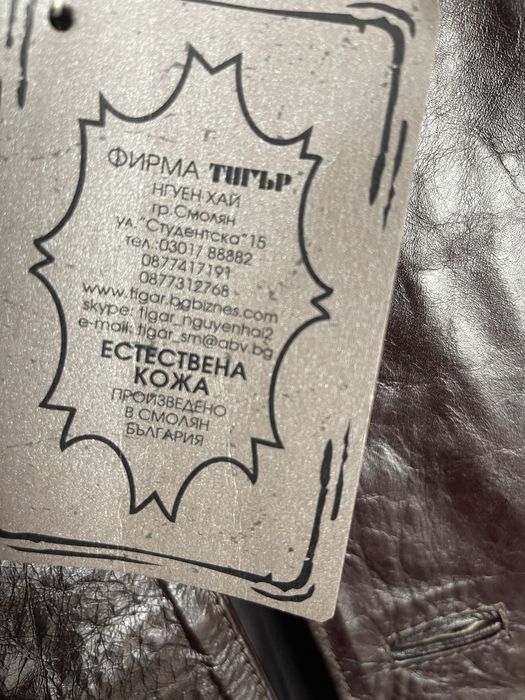 ФИРМА ТИГЪР
НГУЕН ХАЙ
гр.Смолян
ул."Студентска"15
тел.:03017 88882
0877417191
0877312768
www.tigar.bgbiznes.com
skype: tigar_nguyenhai2
e-mail: tigar_sm@abv.bg
ЕСТЕСТВЕНА
КОЖА
ПРОИЗВЕДЕНО
В СМОЛЯН
БЪЛГАРИЯ